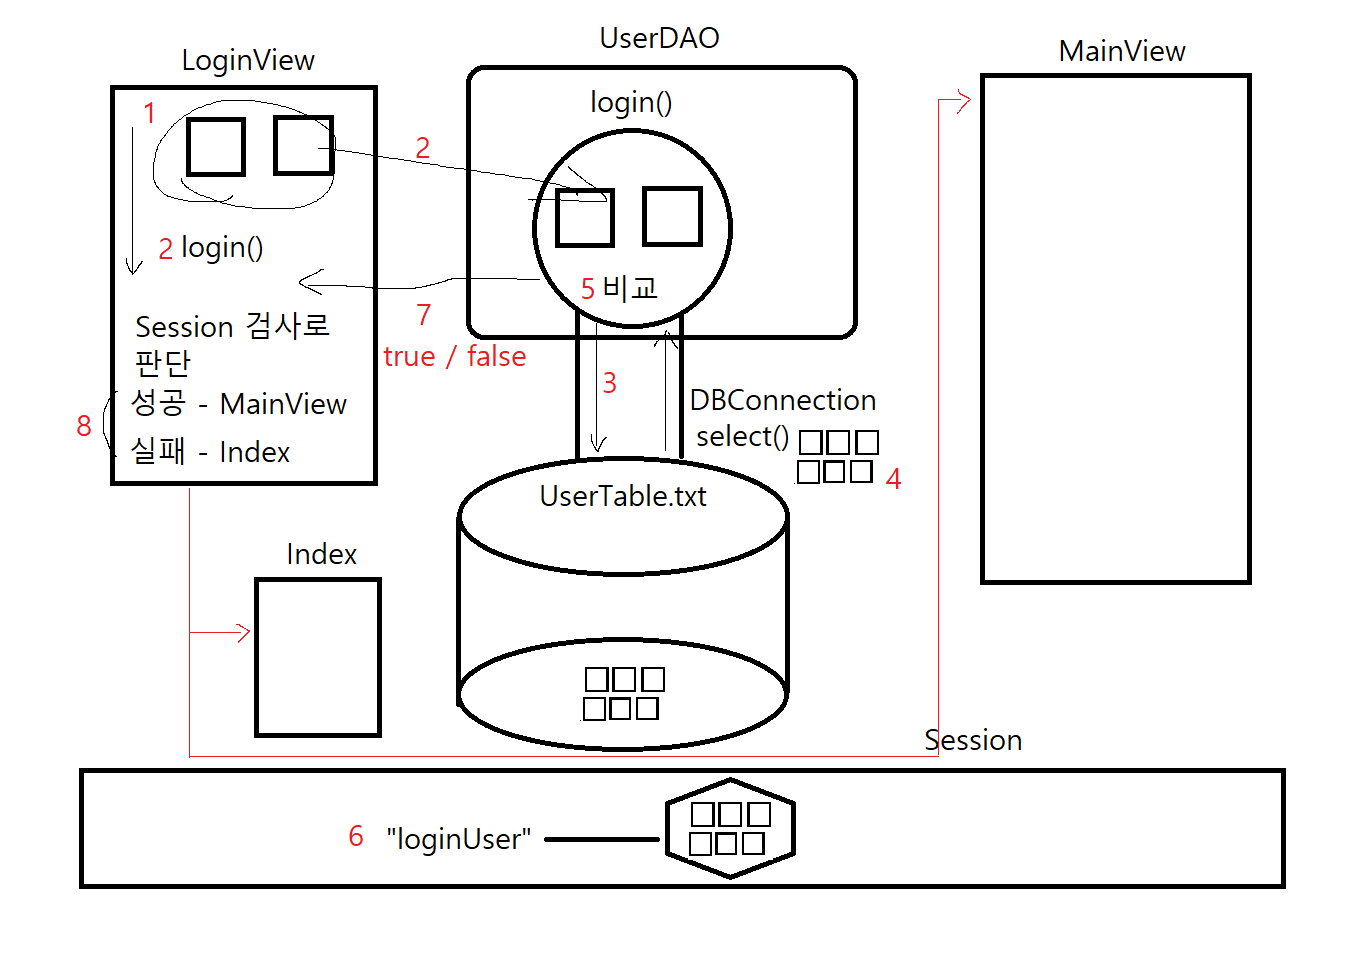 UserDAO
LoginView
MainView
login()
1
2
2 login()
5 비교
7
Session 검사로
판단
true / false
3
성공 - MainView
DBConnection
8
select()
실패 - Index
4
UserTable.txt
Index
Session
6 "loginUser"